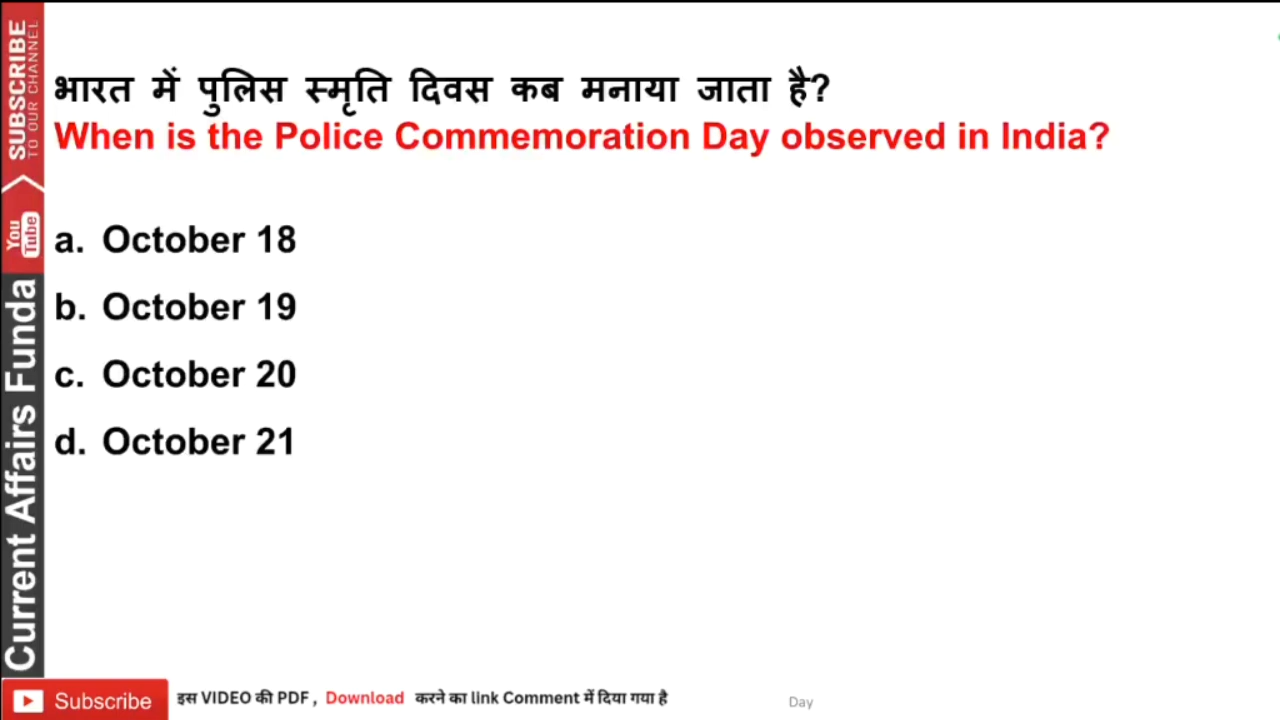 भारत में पुलिस स्मृति दिवस कब मनाया जाता है?
When is the Police Commemoration Day observed in India?
a. October 18
b. October 19
c. October 20
d. October 21
SUBSCRIBE
TO OUR CHANNEL
You Tube
Current Affairs Funda
Subscribe इस VIDEO की PDF , Download करने का link Comment में दिया गया है Day